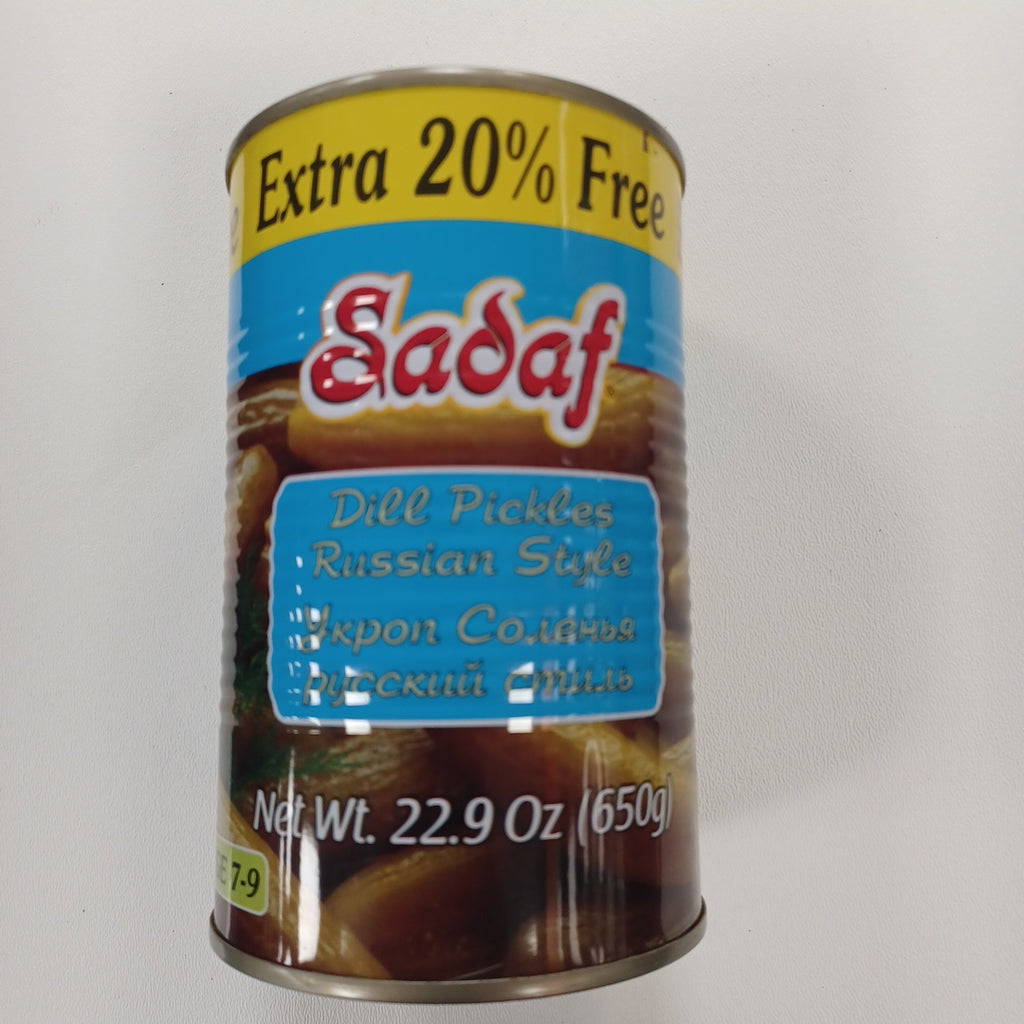 Extra 20% Free
Sadaf
Dill Pickles
Russian Style
Укроп Соленья
русский стиль
Net Wt. 22.9 Oz (650g)
7-9